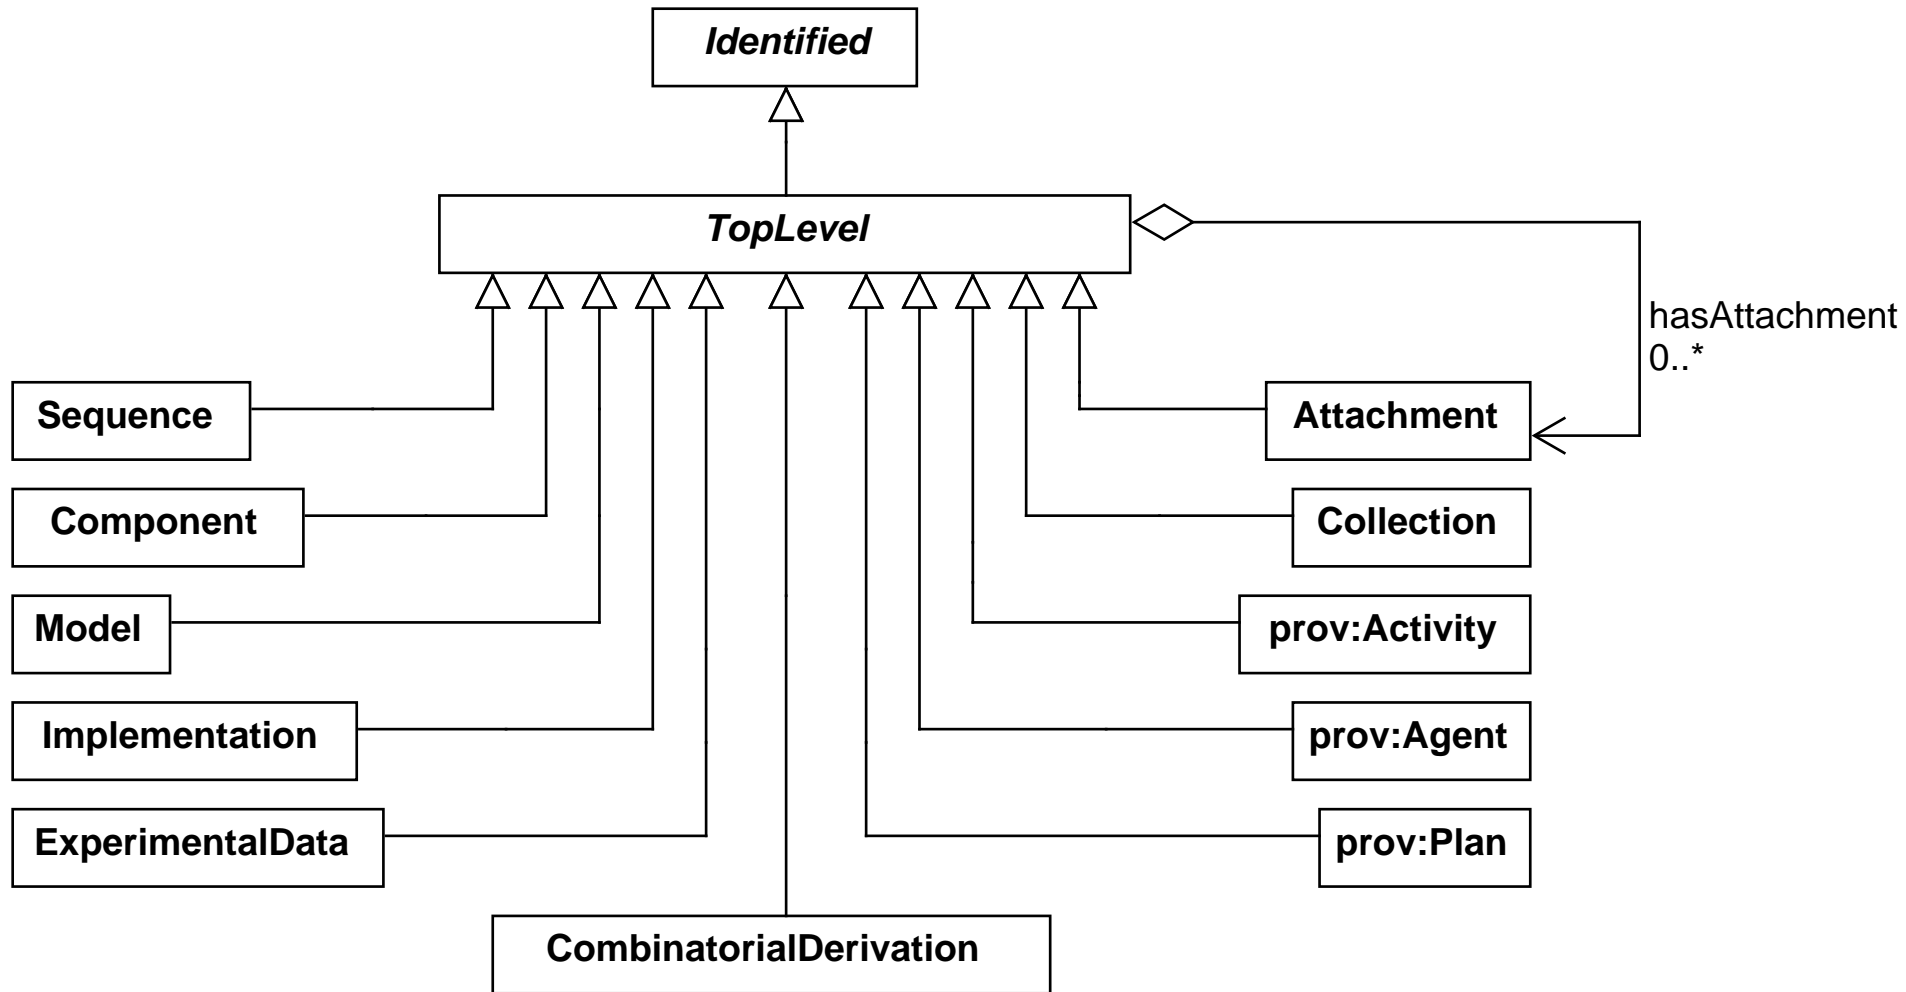 Identified
TopLevel
hasAttachment
0..*
Sequence
Attachment
Component
Collection
Model
prov:Activity
Implementation
prov:Agent
ExperimentalData
prov:Plan
CombinatorialDerivation